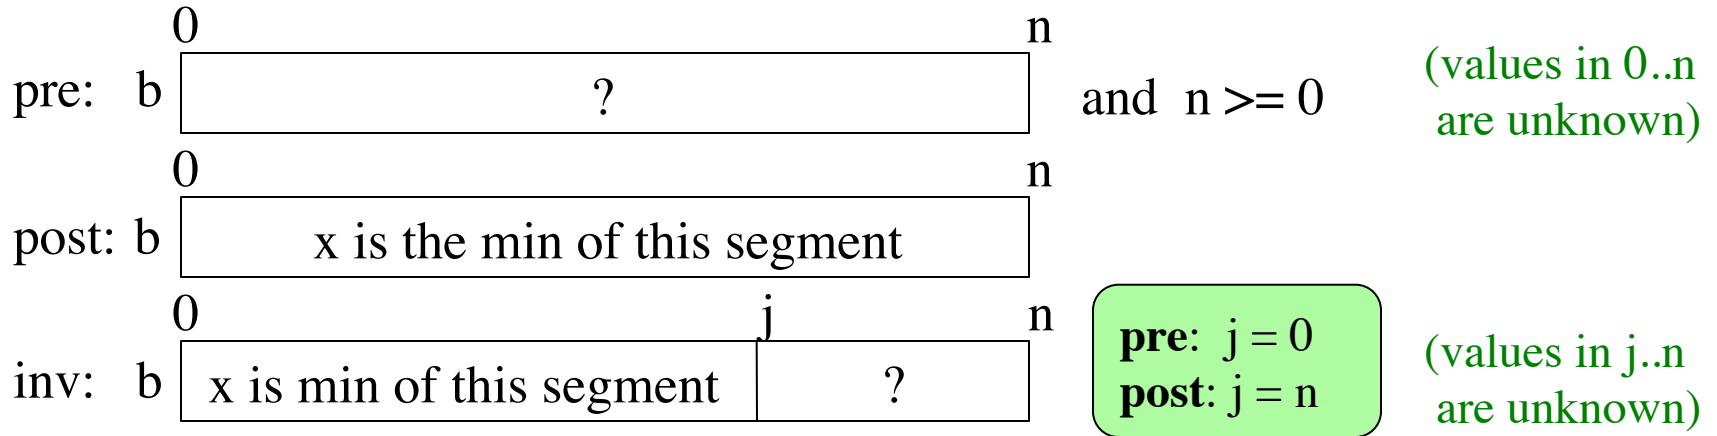 0 n
pre: b ? and n >= 0 (values in 0..n
are unknown)
0 n
post: b x is the min of this segment
0 j n
inv: b x is min of this segment ? pre: j = 0 (values in j..n
post: j = n are unknown)